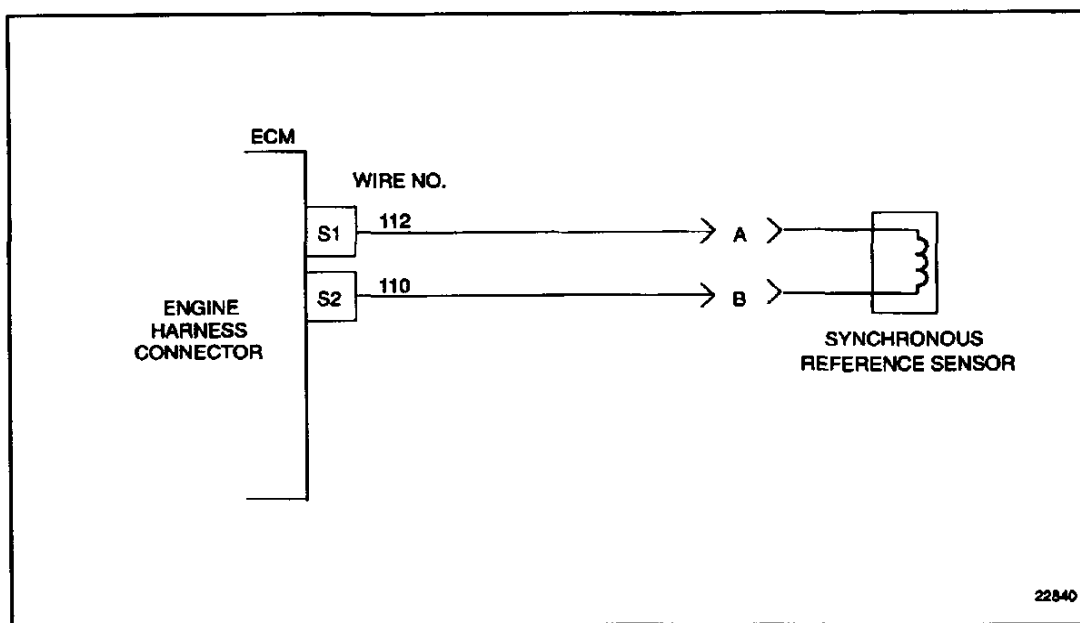 ECM
WIRE NO.
S1 112 A
S2 110 B
ENGINE
HARNESS
CONNECTOR
SYNCHRONOUS
REFERENCE SENSOR
22840